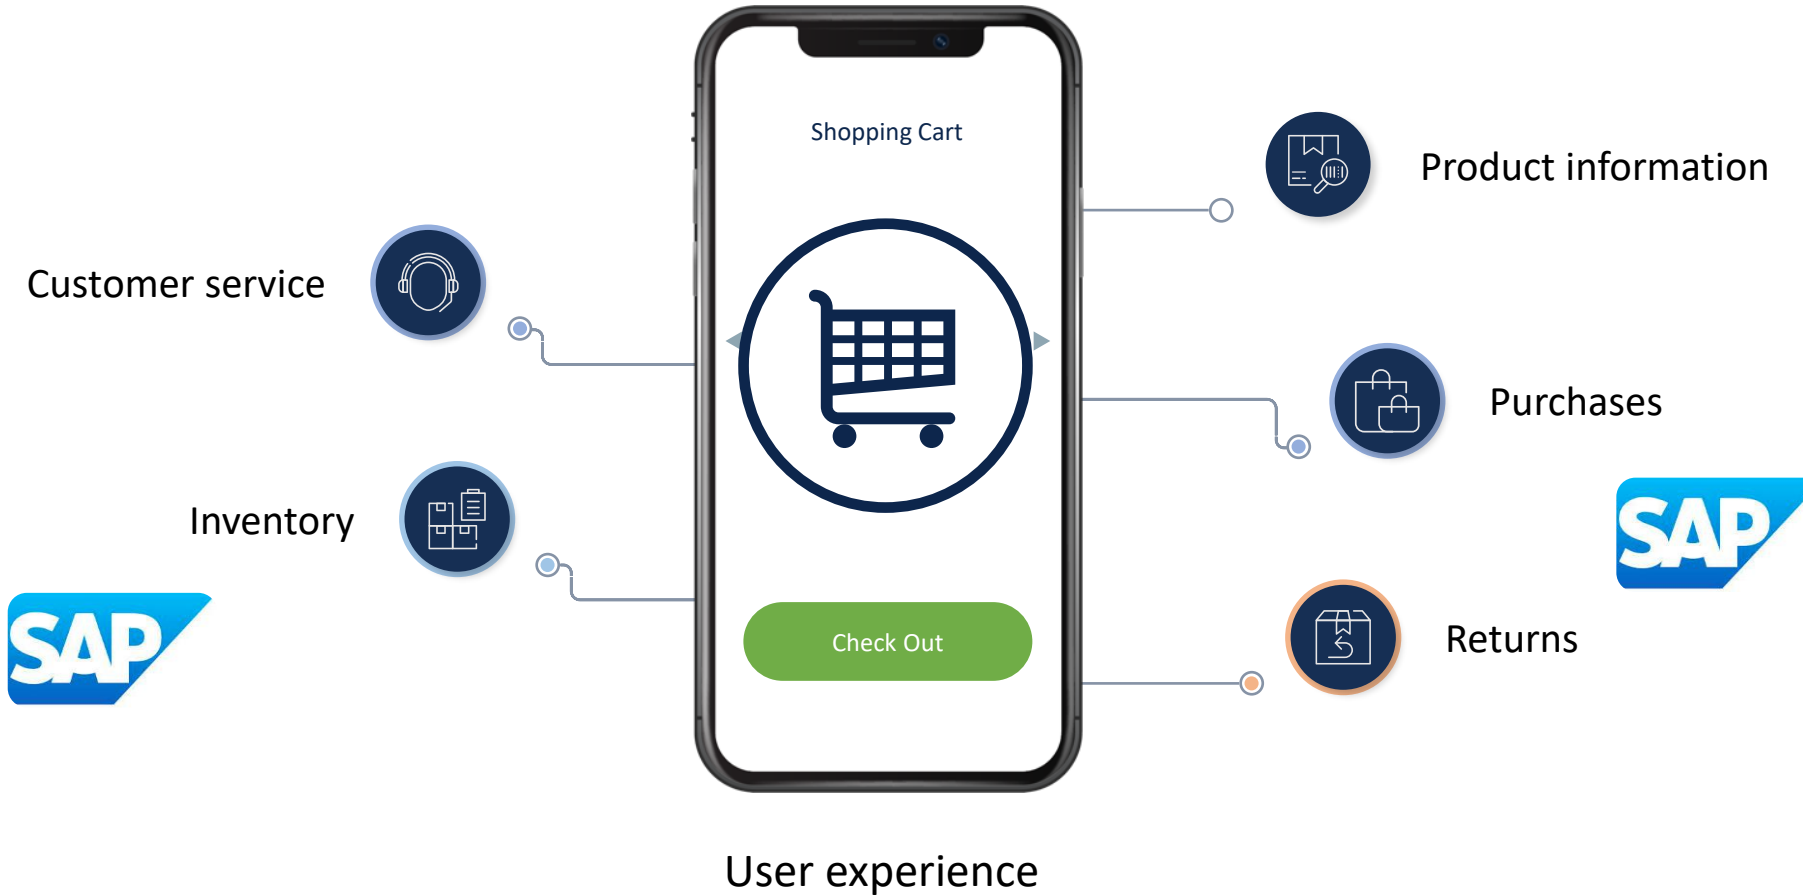 Shopping Cart
Product information
Customer service
Purchases
Inventory
SAP
SAP
Check Out
Returns
User experience